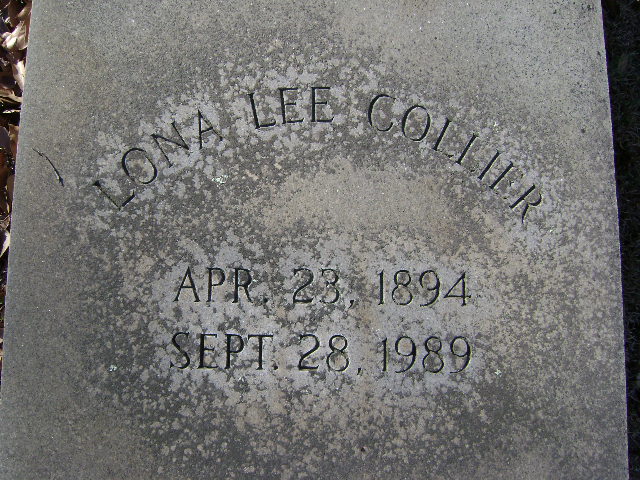 LONA LEE COLLIER
APR. 23, 1894
SEPT. 28, 1989